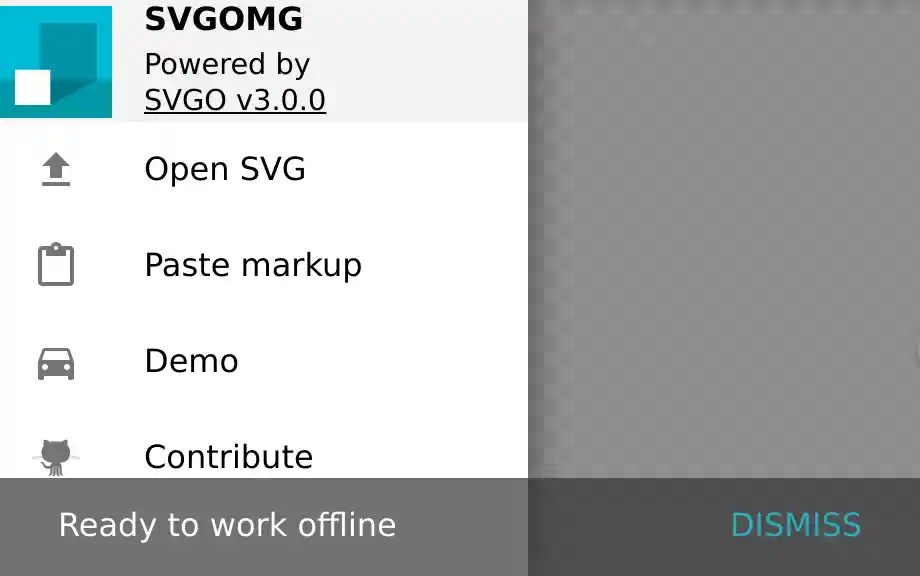 SVGOMG
Powered by
SVGO v3.0.0
Open SVG
Paste markup
Demo
Contribute
Ready to work offline
DISMISS